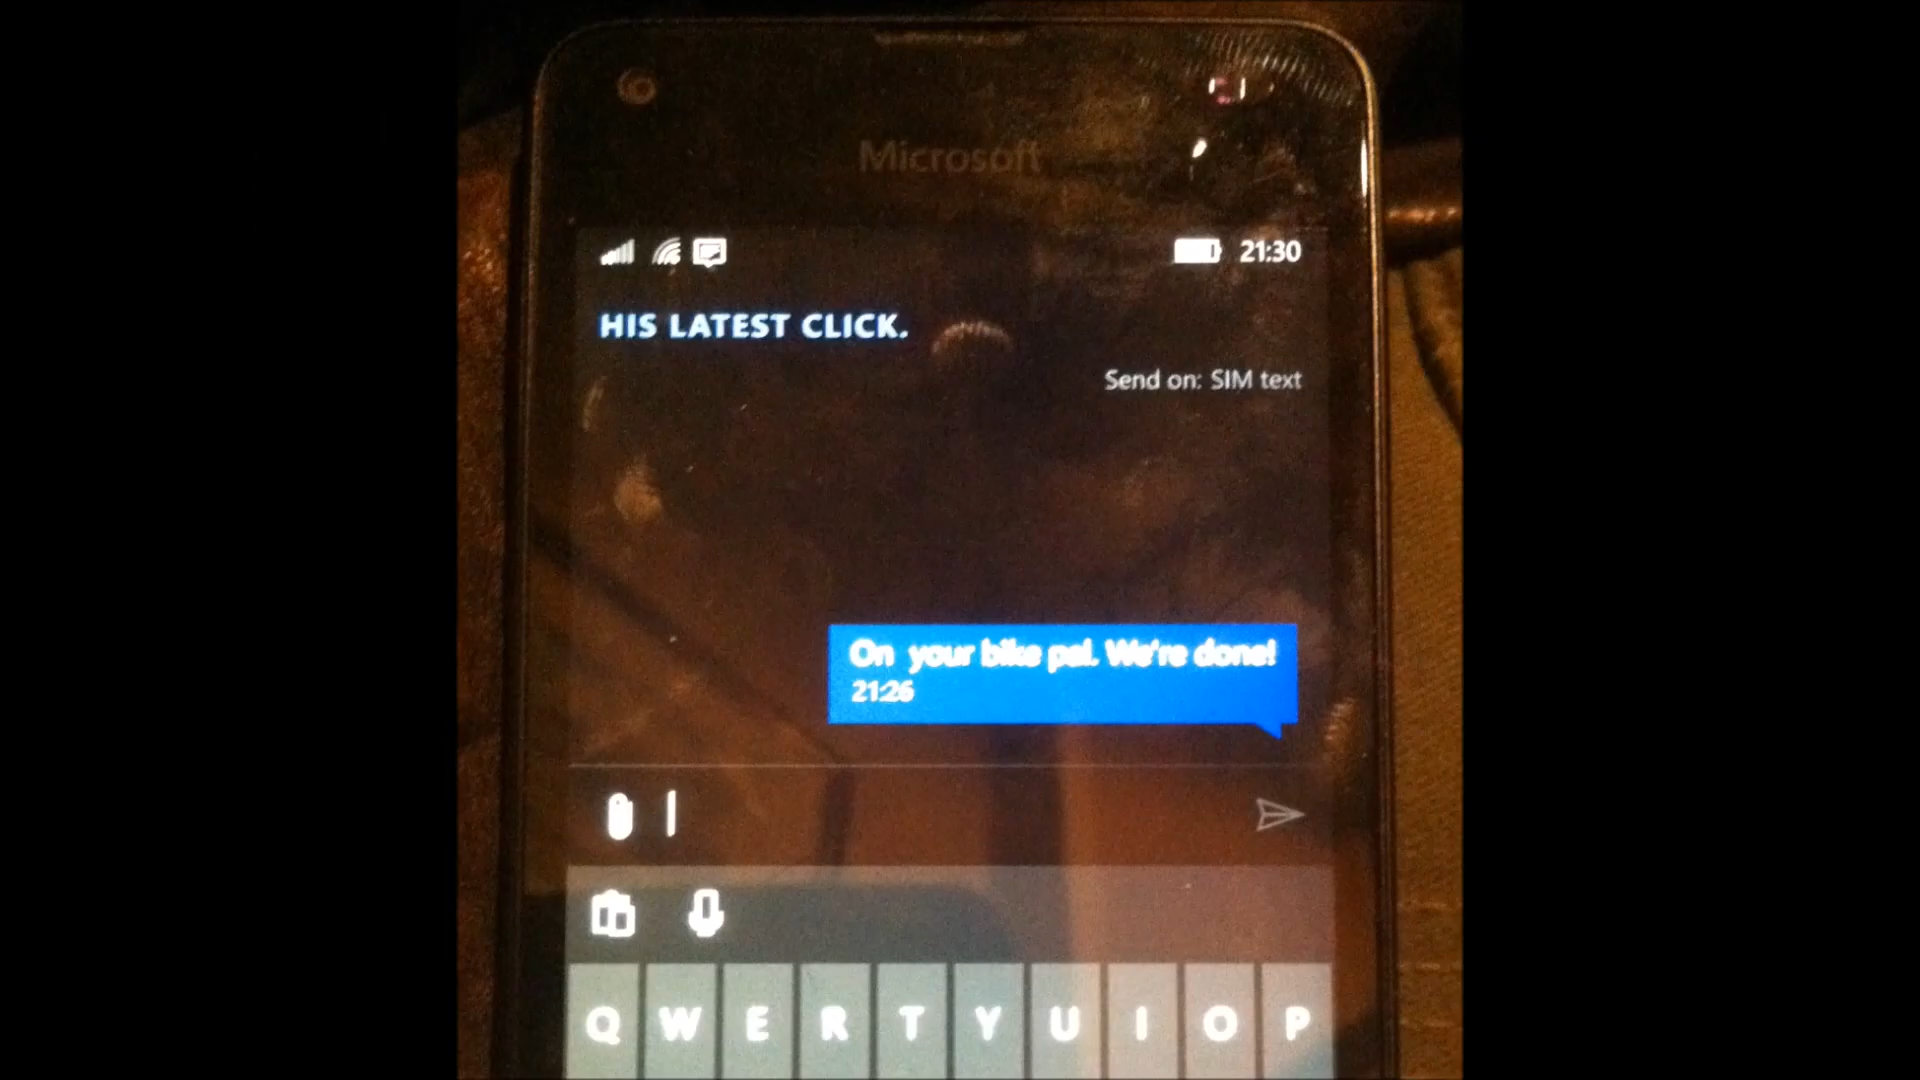 Microsoft
21:30
HIS LATEST CLICK.
Send on: SIM text
On your bike pal. We're done!
21:26
Q W E R T Y U I O P